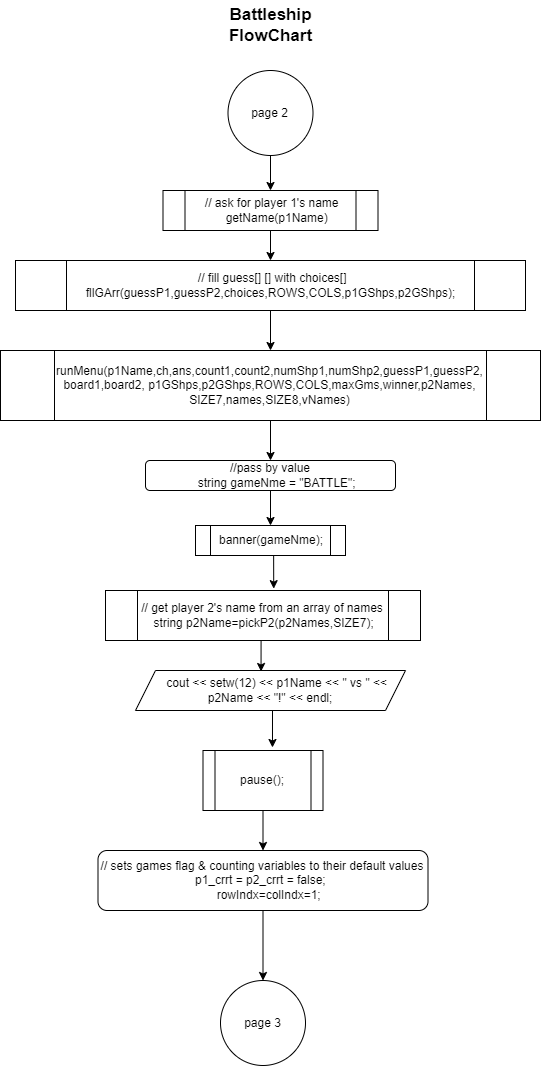 Battleship
FlowChart
page 2
// ask for player 1's name
getName(p1Name)
// fill guess[] [] with choices[]
fllGArr(guessP1,guessP2,choices,ROWS,COLS,p1GShps,p2GShps);
runMenu(p1Name,ch,ans,count1,count2,numShp1,numShp2,guessP1,guessP2,
board1,board2, p1GShps,p2GShps,ROWS,COLS,maxGms,winner,p2Names,
SIZE7,names,SIZE8,vNames)
//pass by value
string gameNme = "BATTLE";
banner(gameNme);
// get player 2's name from an array of names
string p2Name=pickP2(p2Names,SIZE7);
cout << setw(12) << p1Name << " vs " <<
p2Name << "!" << endl;
pause();
// sets games flag & counting variables to their default values
p1_crrt = p2_crrt = false;
rowIndx=colIndx=1;
page 3